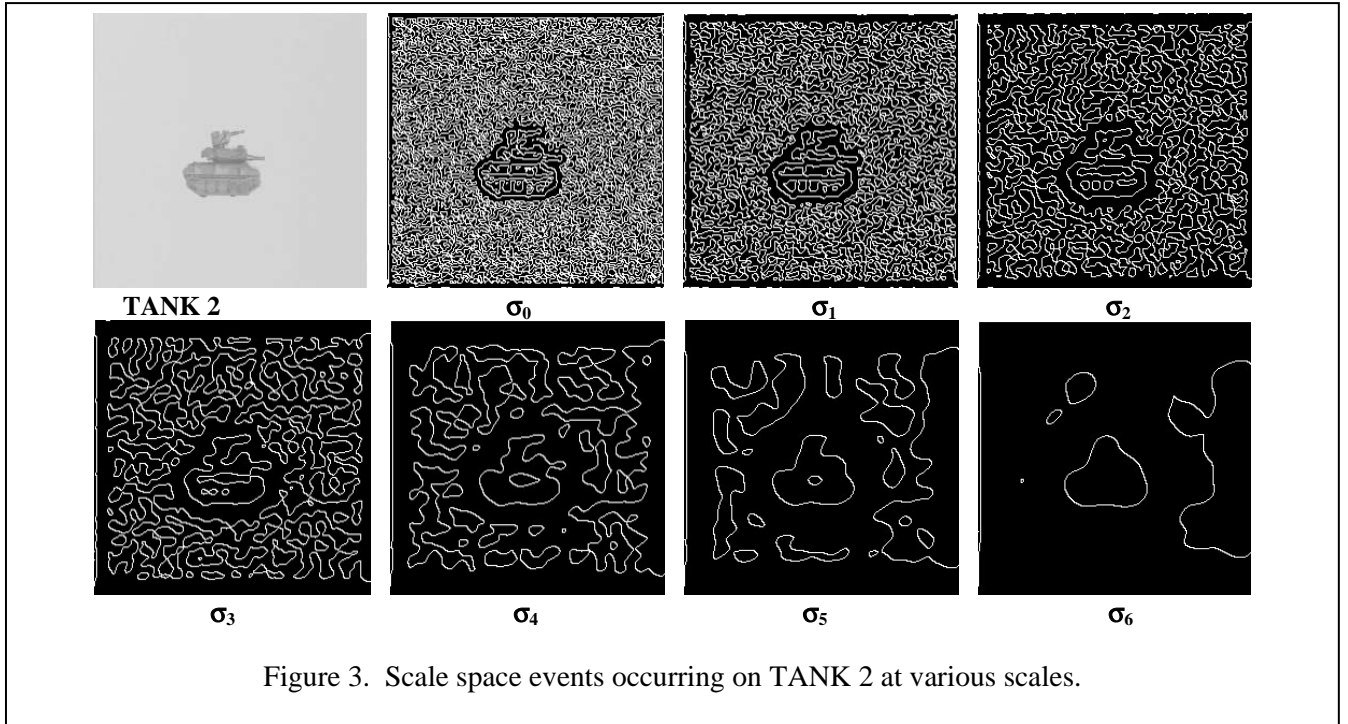 TANK 2 σ0 σ1 σ2
σ3 σ4 σ5 σ6
Figure 3. Scale space events occurring on TANK 2 at various scales.